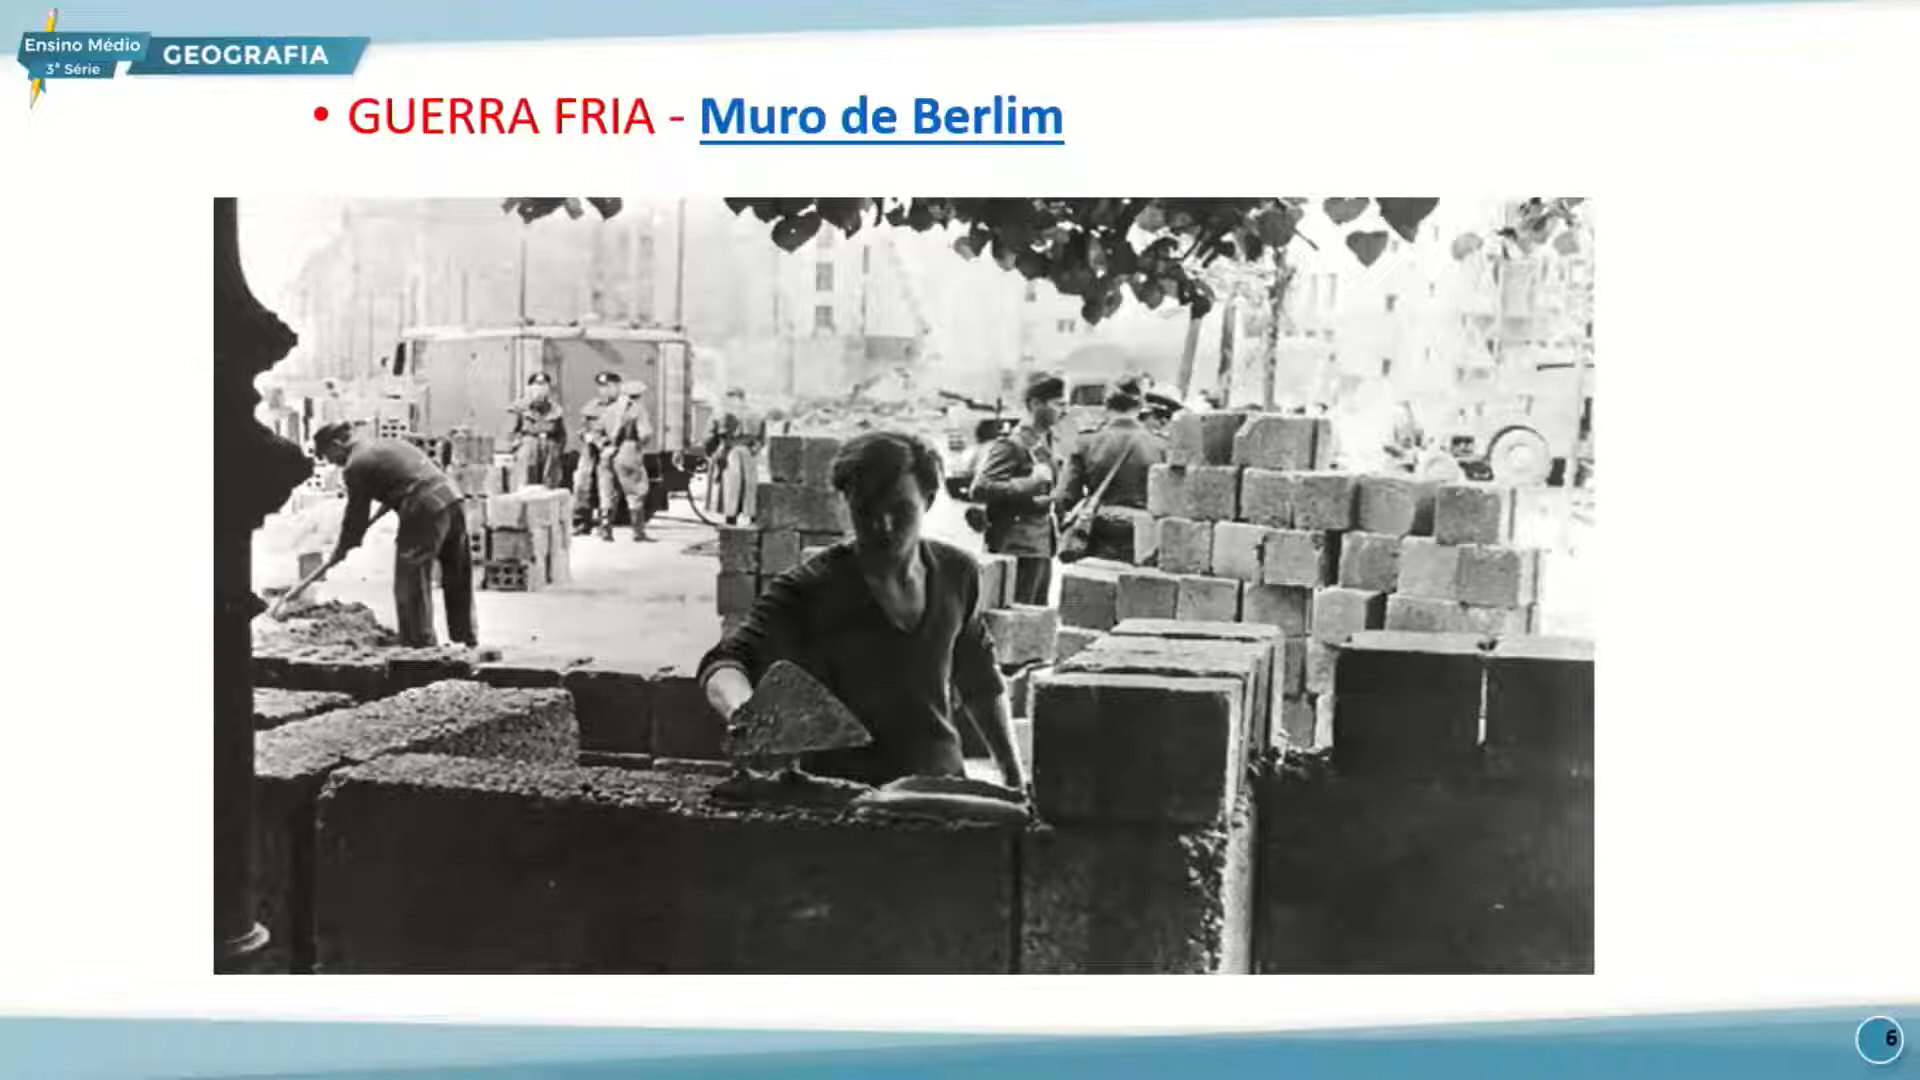 Ensino Médio
3ª Série
GEOGRAFIA
• GUERRA FRIA - Muro de Berlim
6